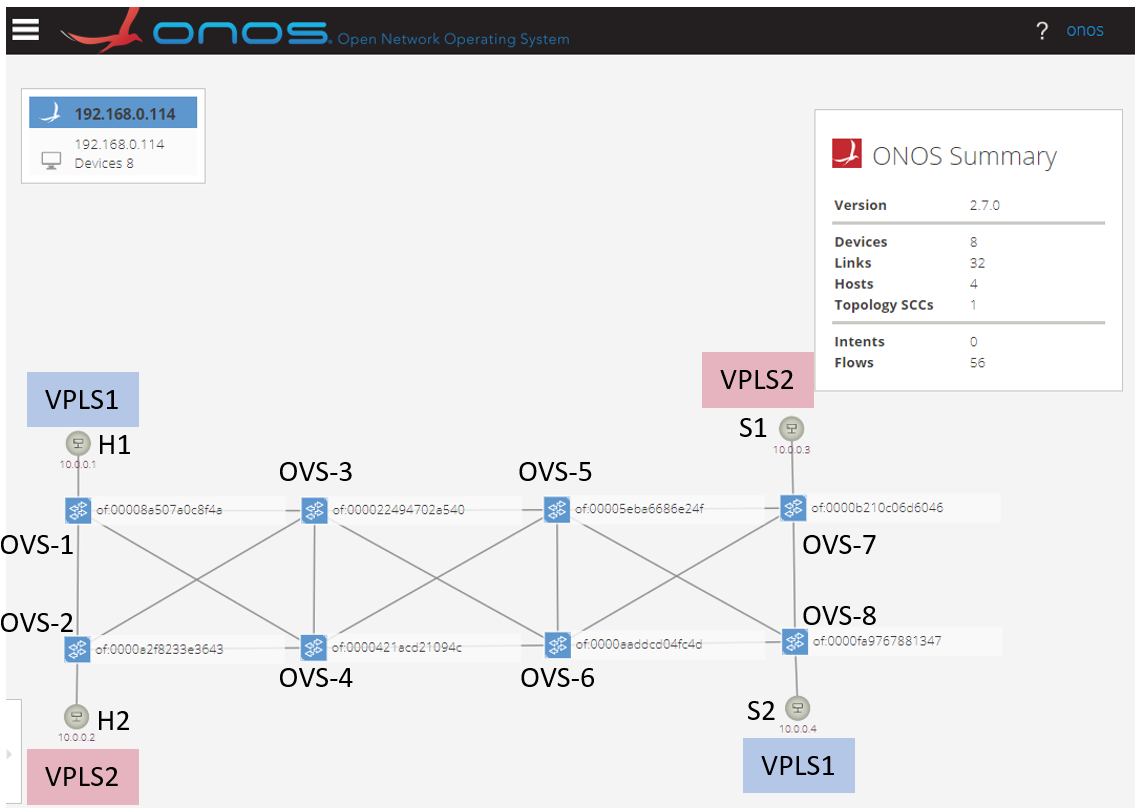 onos. Open Network Operating System
? onos
192.168.0.114
192.168.0.114
Devices 8
ONOS Summary
Version 2.7.0
Devices 8
Links 32
Hosts 4
Topology SCCs 1
Intents 0
Flows 56
VPLS1
VPLS2
H1
S1
10.0.0.1
10.0.0.3
OVS-3
OVS-5
of:00008a507a0c8f4a
of:000022494702a540
of:00005eba6686e24f
of:0000b210c06d6046
OVS-1
OVS-7
OVS-2
OVS-8
of:0000a2f8233e3643
of:0000421acd21094c
of:0000aaddcd04fc4d
of:0000fa9767881347
OVS-4
OVS-6
H2
S2
10.0.0.2
10.0.0.4
VPLS2
VPLS1